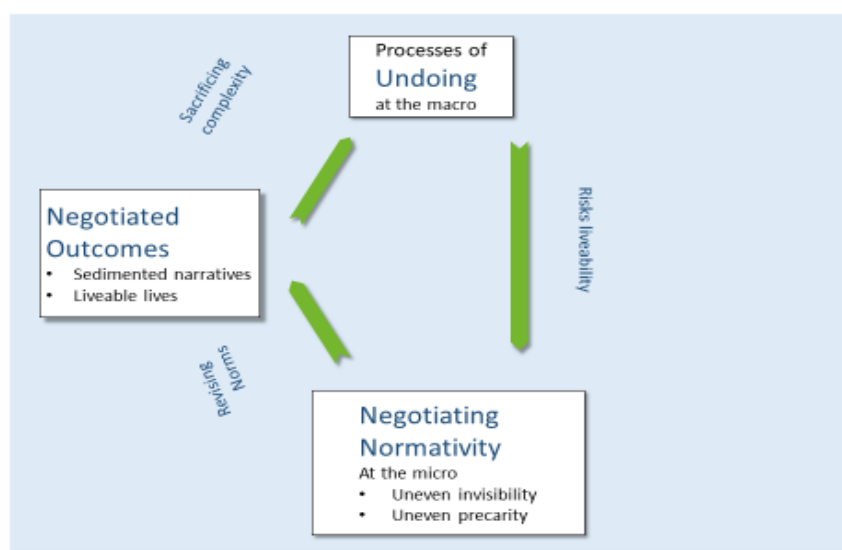 Processes of
Undoing
at the macro
Sacrificing
complexity
Risks liveability
Negotiated
Outcomes
• Sedimented narratives
• Liveable lives
Revising
Norms
Negotiating
Normativity
At the micro
• Uneven invisibility
• Uneven precarity